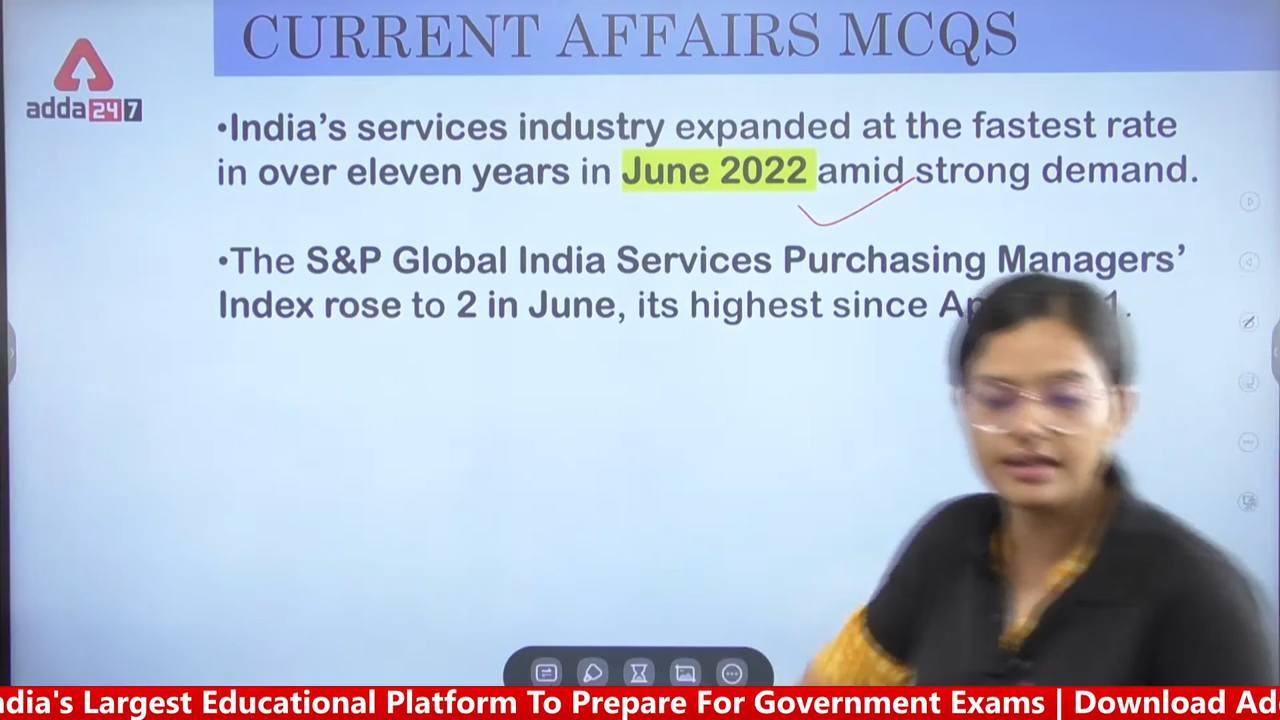 CURRENT AFFAIRS MCQS
adda247
•India's services industry expanded at the fastest rate
in over eleven years in June 2022 amid strong demand.
•The S&P Global India Services Purchasing Managers'
Index rose to 2 in June, its highest since
ndia's Largest Educational Platform To Prepare For Government Exams | Download Ad